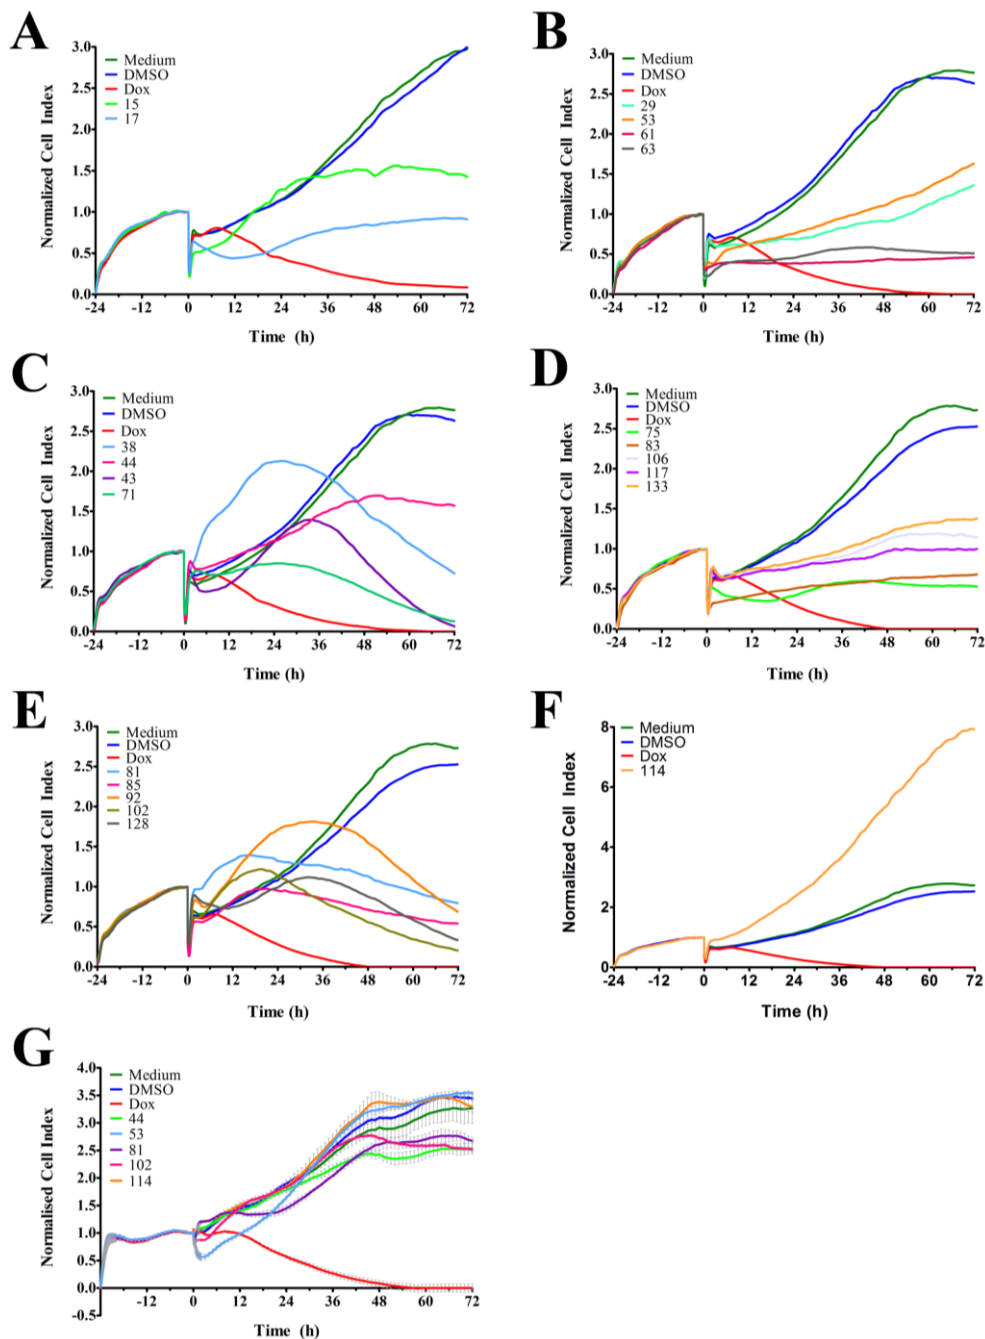 A
Normalized Cell Index
3.0
2.5
2.0
1.5
1.0
0.5
0.0
Medium
DMSO
Dox
15
17
-24 -12 0 12 24 36 48 60 72
Time (h)
B
Normalized Cell Index
3.0
2.5
2.0
1.5
1.0
0.5
0.0
Medium
DMSO
Dox
29
53
61
63
-24 -12 0 12 24 36 48 60 72
Time (h)
C
Normalized Cell Index
3.0
2.5
2.0
1.5
1.0
0.5
0.0
Medium
DMSO
Dox
38
44
43
71
-24 -12 0 12 24 36 48 60 72
Time (h)
D
Normalized Cell Index
3.0
2.5
2.0
1.5
1.0
0.5
0.0
Medium
DMSO
Dox
75
83
106
117
133
-24 -12 0 12 24 36 48 60 72
Time (h)
E
Normalized Cell Index
3.0
2.5
2.0
1.5
1.0
0.5
0.0
Medium
DMSO
Dox
81
85
92
102
128
-24 -12 0 12 24 36 48 60 72
Time (h)
F
Normalized Cell Index
8
6
4
2
0
Medium
DMSO
Dox
114
-24 -12 0 12 24 36 48 60 72
Time (h)
G
Normalised Cell Index
4.0
3.5
3.0
2.5
2.0
1.5
1.0
0.5
0.0
-0.5
Medium
DMSO
Dox
44
53
81
102
114
-12 0 12 24 36 48 60 72
Time (h)